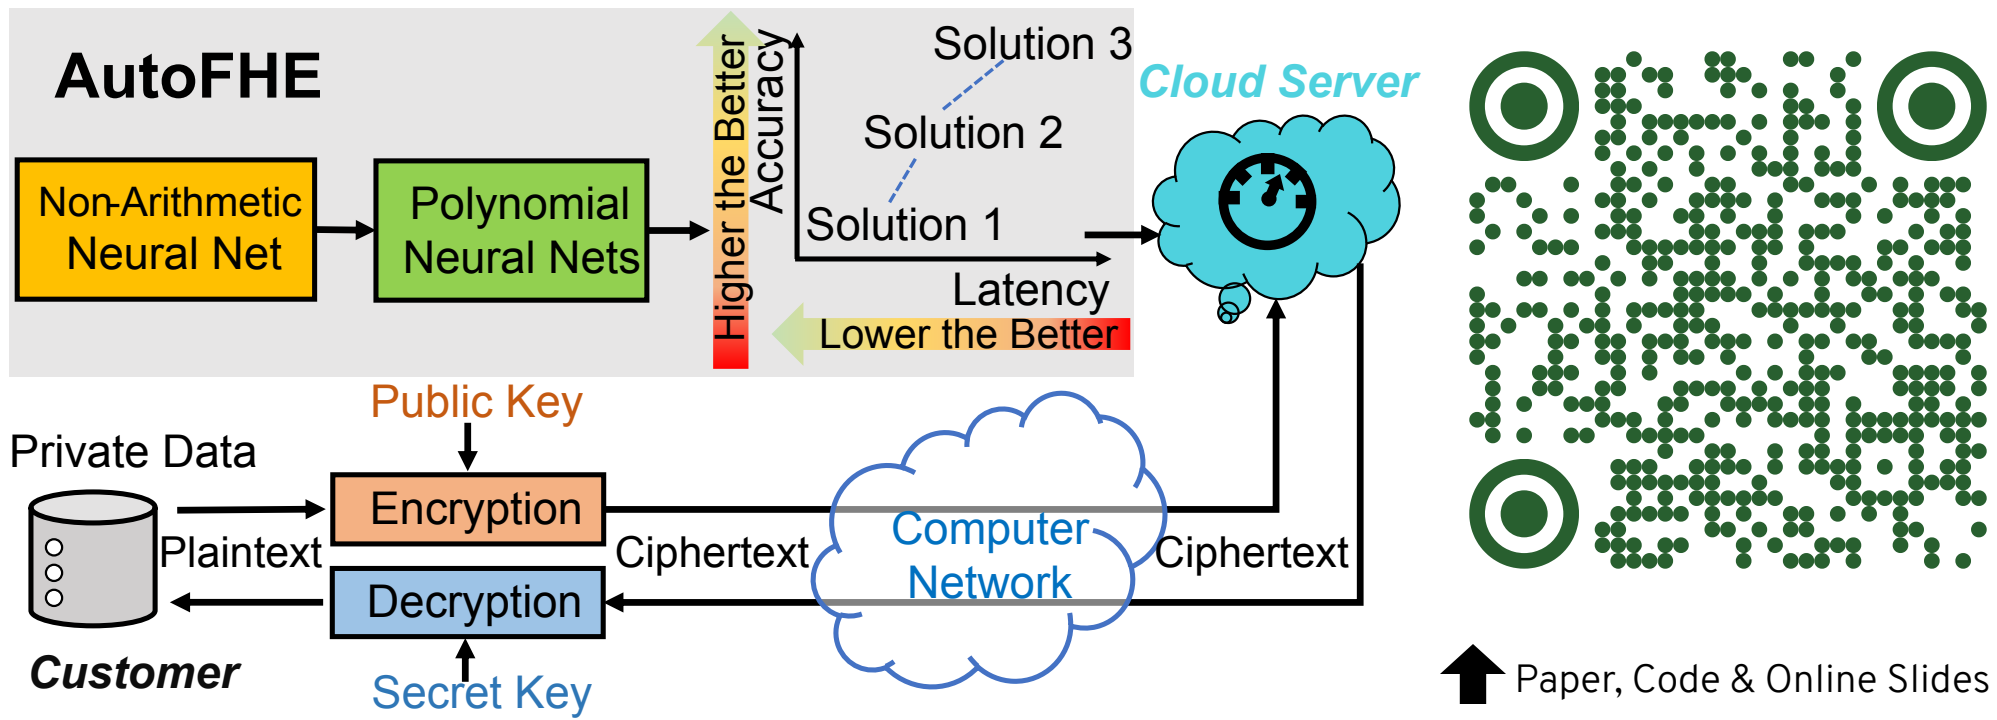 AutoFHE
Non-Arithmetic
Neural Net
Polynomial
Neural Nets
Higher the Better
Accuracy
Solution 3
Solution 2
Solution 1
Latency
Lower the Better
Cloud Server
Public Key
Private Data
Encryption
Plaintext
Ciphertext
Computer
Network
Ciphertext
Decryption
Customer
Secret Key
Paper, Code & Online Slides